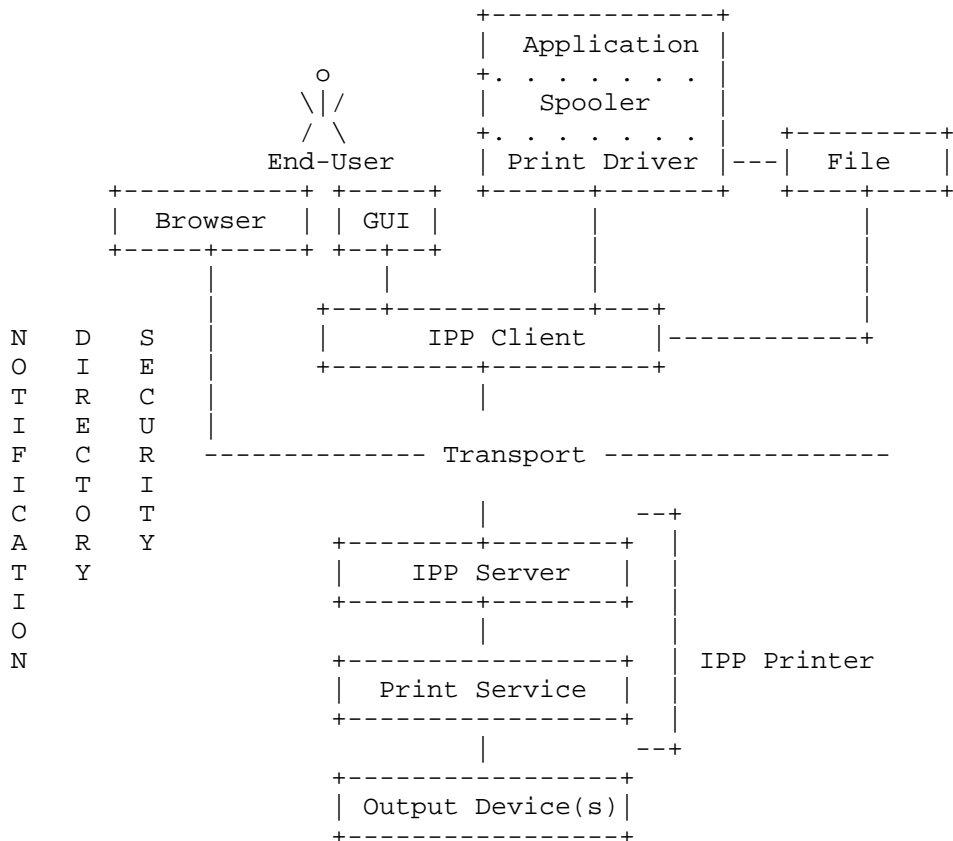 Application
Spooler
End-User
Print Driver
File
Browser
GUI
IPP Client
NOTIFICATION
DIRECTORY
SECURITY
Transport
IPP Server
IPP Printer
Print Service
Output Device(s)